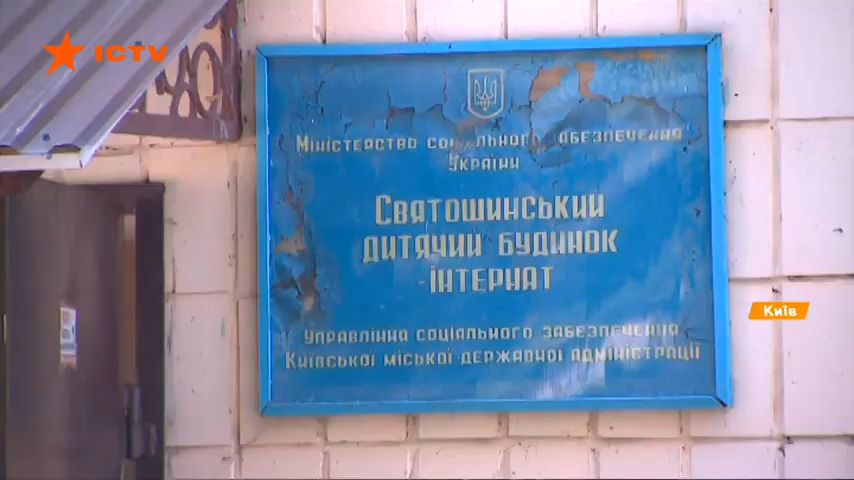 ICTV
Міністерство соціального забезпечення
України
Святошинський
дитячий будинок
-інтернат
Управління соціального забезпечення
Київської міської державної адміністрації
Київ